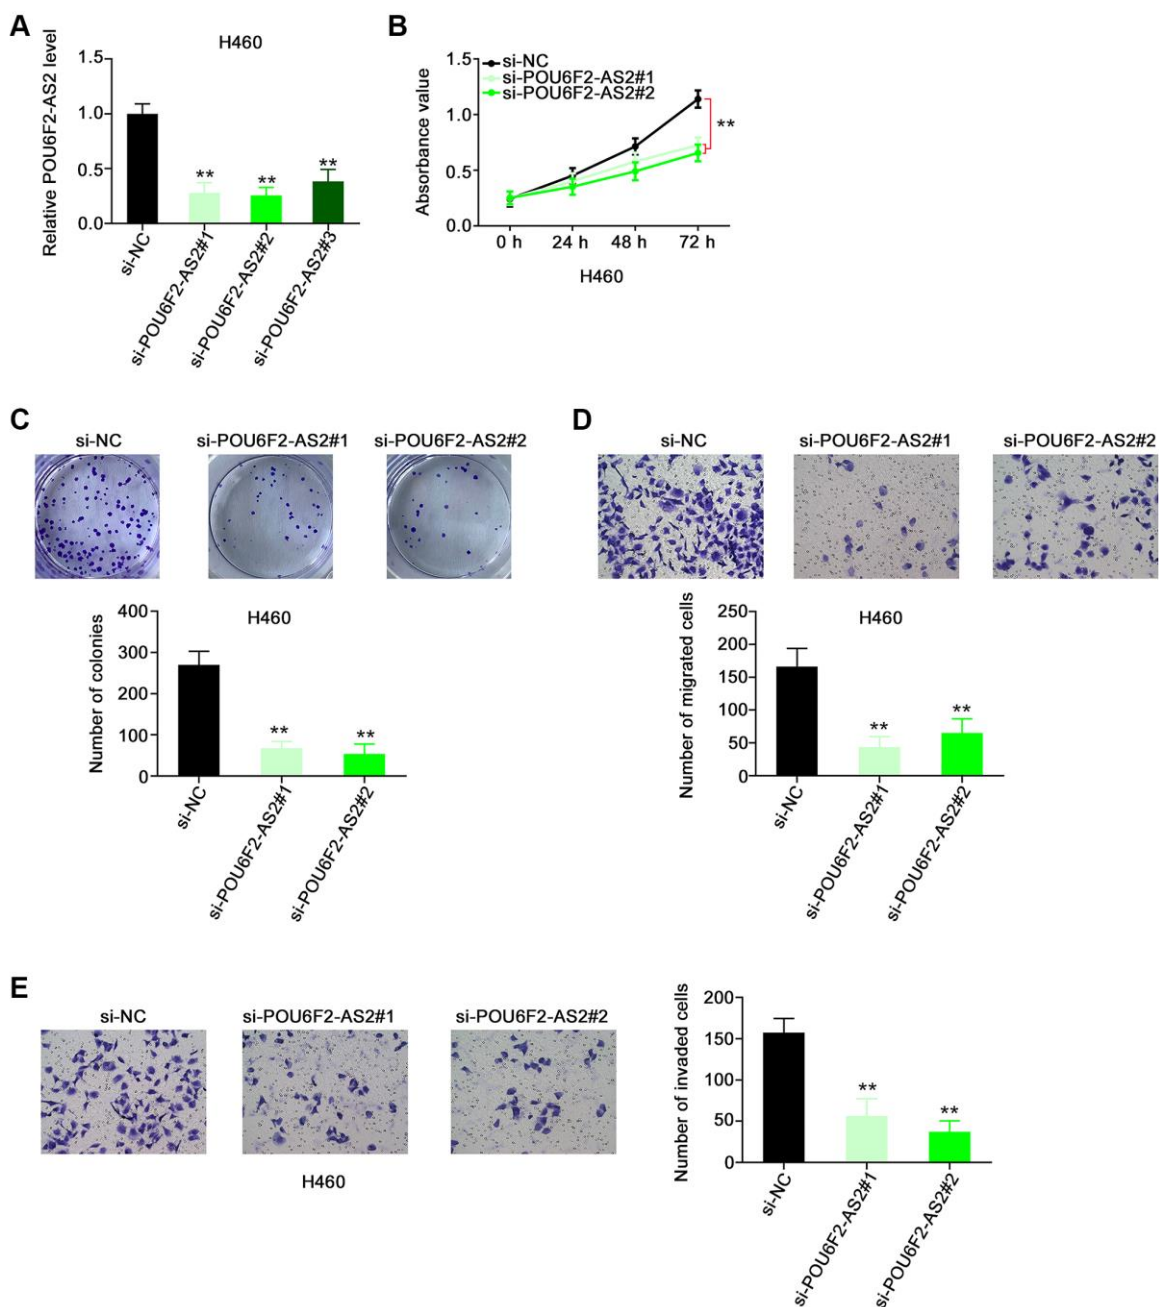 A
H460
Relative POU6F2-AS2 level
1.5
1.0
0.5
0.0
**
**
**
si-NC
si-POU6F2-AS2#1
si-POU6F2-AS2#2
si-POU6F2-AS2#3
B
si-NC
si-POU6F2-AS2#1
si-POU6F2-AS2#2
Absorbance value
1.5
1.0
0.5
0.0
**
0 h
24 h
48 h
72 h
H460
C
si-NC
si-POU6F2-AS2#1
si-POU6F2-AS2#2
H460
Number of colonies
400
300
200
100
0
**
**
si-NC
si-POU6F2-AS2#1
si-POU6F2-AS2#2
D
si-NC
si-POU6F2-AS2#1
si-POU6F2-AS2#2
H460
Number of migrated cells
250
200
150
100
50
0
**
**
si-NC
si-POU6F2-AS2#1
si-POU6F2-AS2#2
E
si-NC
si-POU6F2-AS2#1
si-POU6F2-AS2#2
H460
Number of invaded cells
200
150
100
50
0
**
**
si-NC
si-POU6F2-AS2#1
si-POU6F2-AS2#2